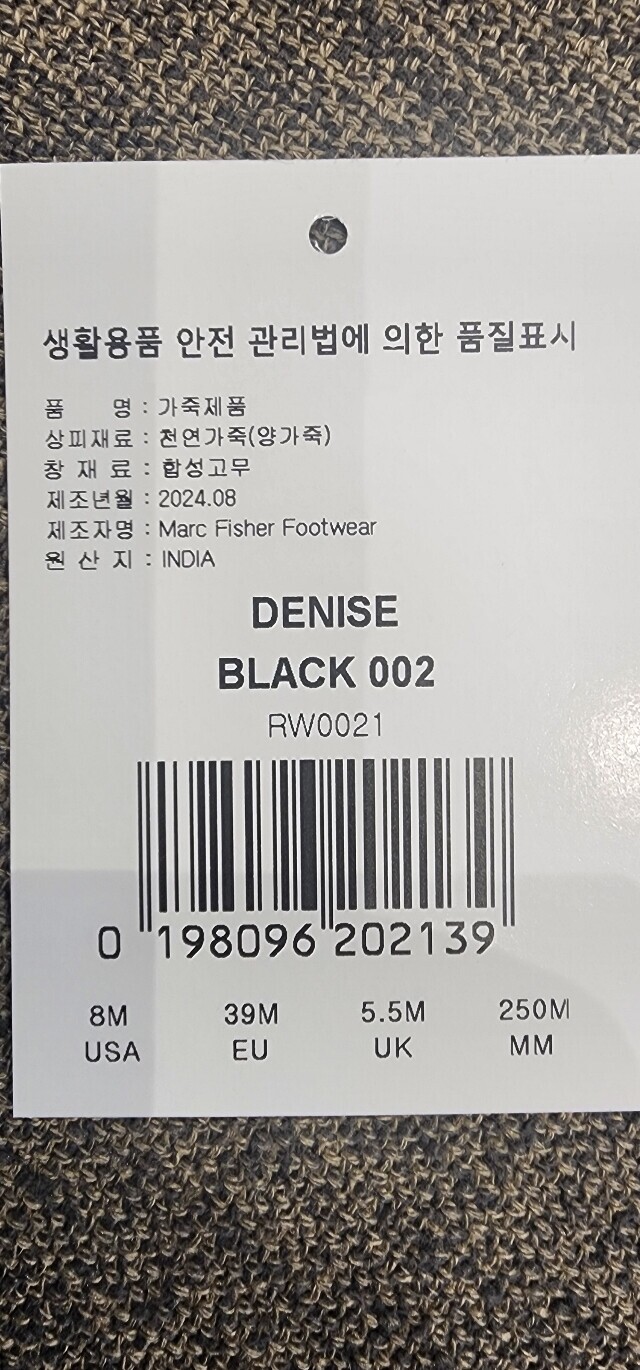 생활용품 안전 관리법에 의한 품질표시
품 명 : 가죽제품
상피재료 : 천연가죽(양가죽)
창 재 료 : 합성고무
제조년월 : 2024.08
제조자명 : Marc Fisher Footwear
원 산 지 : INDIA
DENISE
BLACK 002
RW0021
0 198096 202139
8M 39M 5.5M 250M
USA EU UK MM